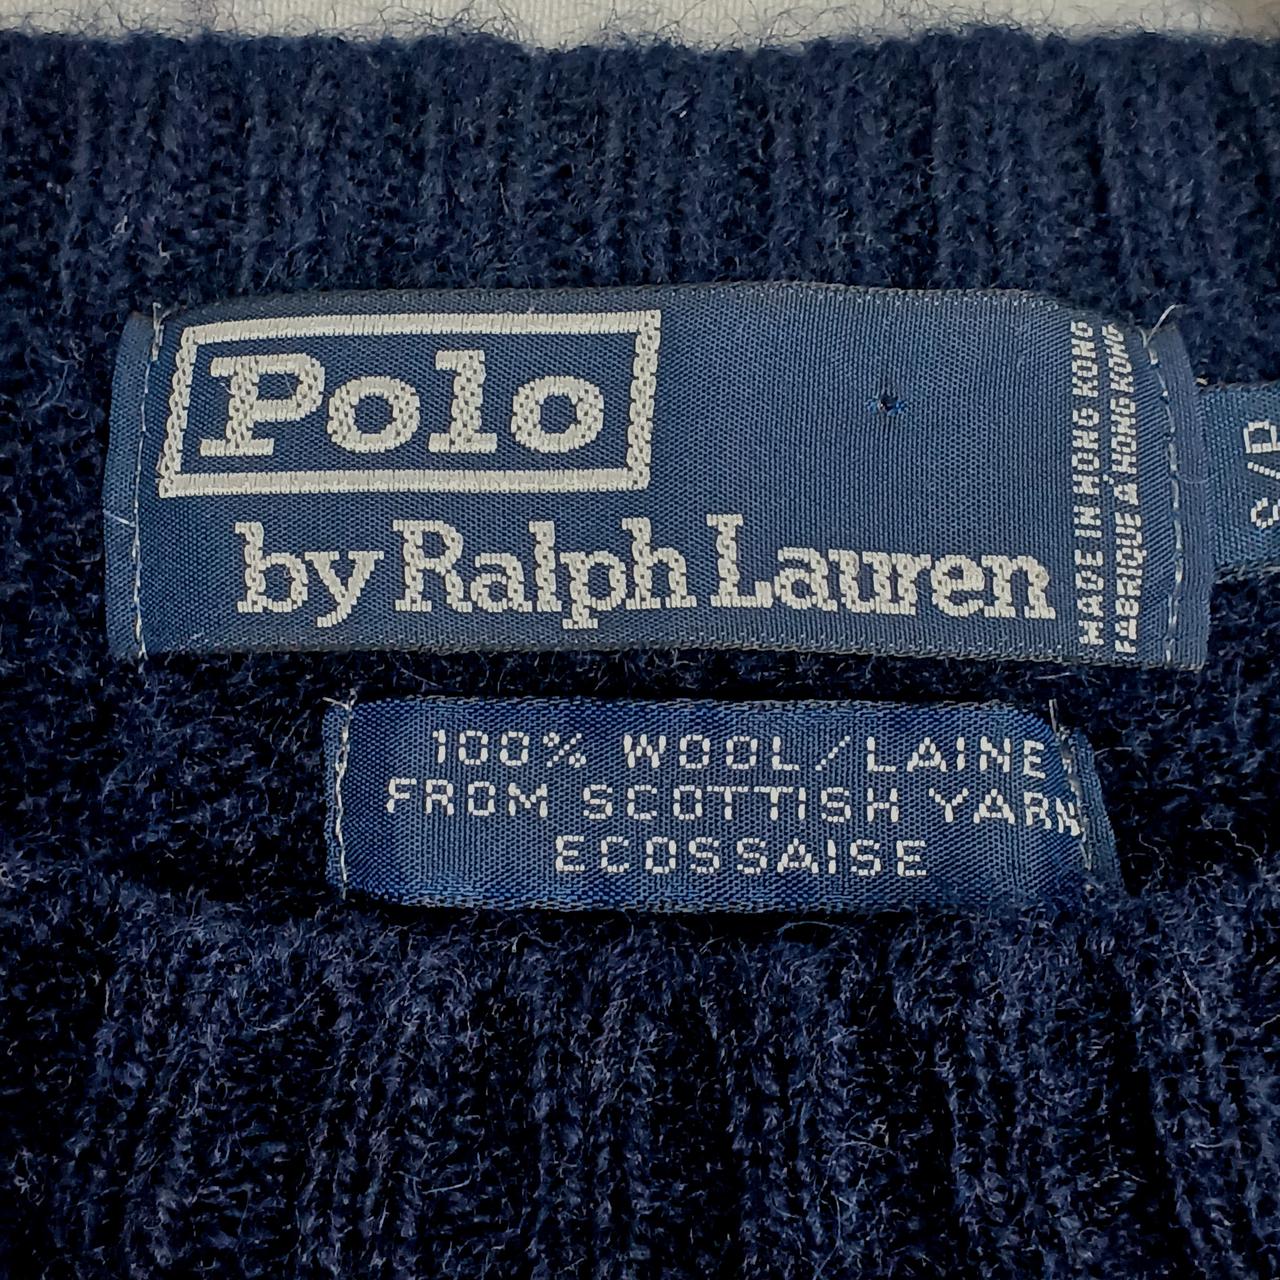 Polo
by Ralph Lauren
MADE IN HONG KONG
FABRIQUE À HONG KONG
S/P
100% WOOL/LAINE
FROM SCOTTISH YARN
ECOSSAISE